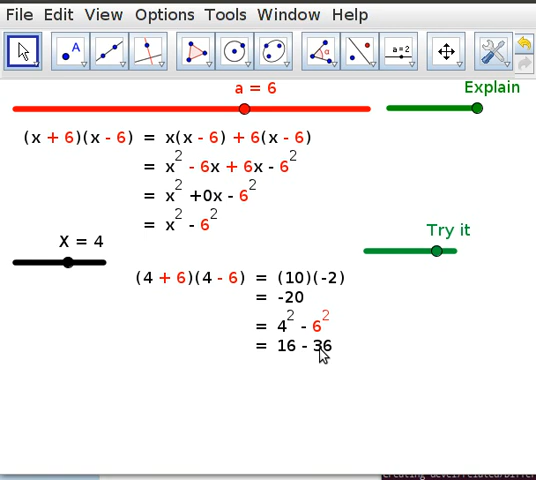 File Edit View Options Tools Window Help
A a=2
a = 6
Explain
(x + 6)(x - 6) = x(x - 6) + 6(x - 6)
= x² - 6x + 6x - 6²
= x² +0x - 6²
= x² - 6²
X = 4
Try it
(4 + 6)(4 - 6) = (10)(-2)
= -20
= 4² - 6²
= 16 - 36